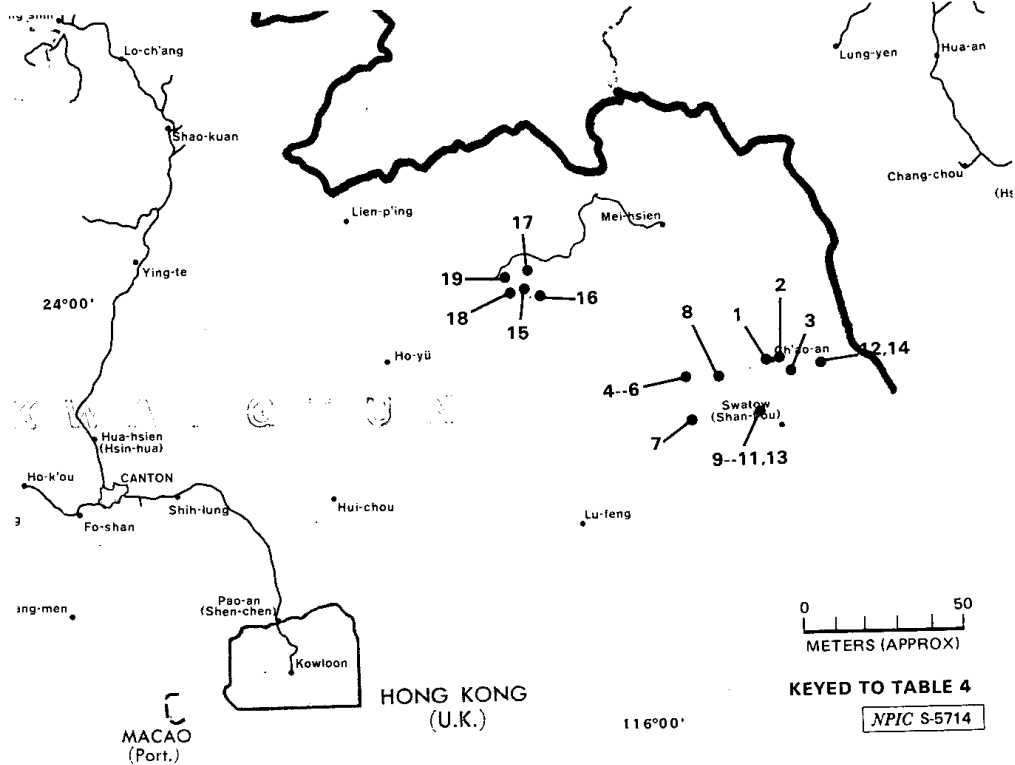 Lo-ch'ang
Shao-kuan
Lung-yen
Hua-an
Chang-chou
Lien-p'ing
Mei-hsien
Ying-te
24°00'
17
19
18
15
16
8
1
2
3
Ch'ao-an
12,14
Ho-yü
4--6
7
Swatow
9--11,13
Hua-hsien
(Hsin-hua)
Ho-k'ou
CANTON
Fo-shan
Shih-lung
Hui-chou
Lu-feng
Pao-an
(Shen-chen)
Kowloon
0 50
METERS (APPROX)
KEYED TO TABLE 4
NPIC S-5714
HONG KONG
(U.K.)
116°00'
MACAO
(Port.)